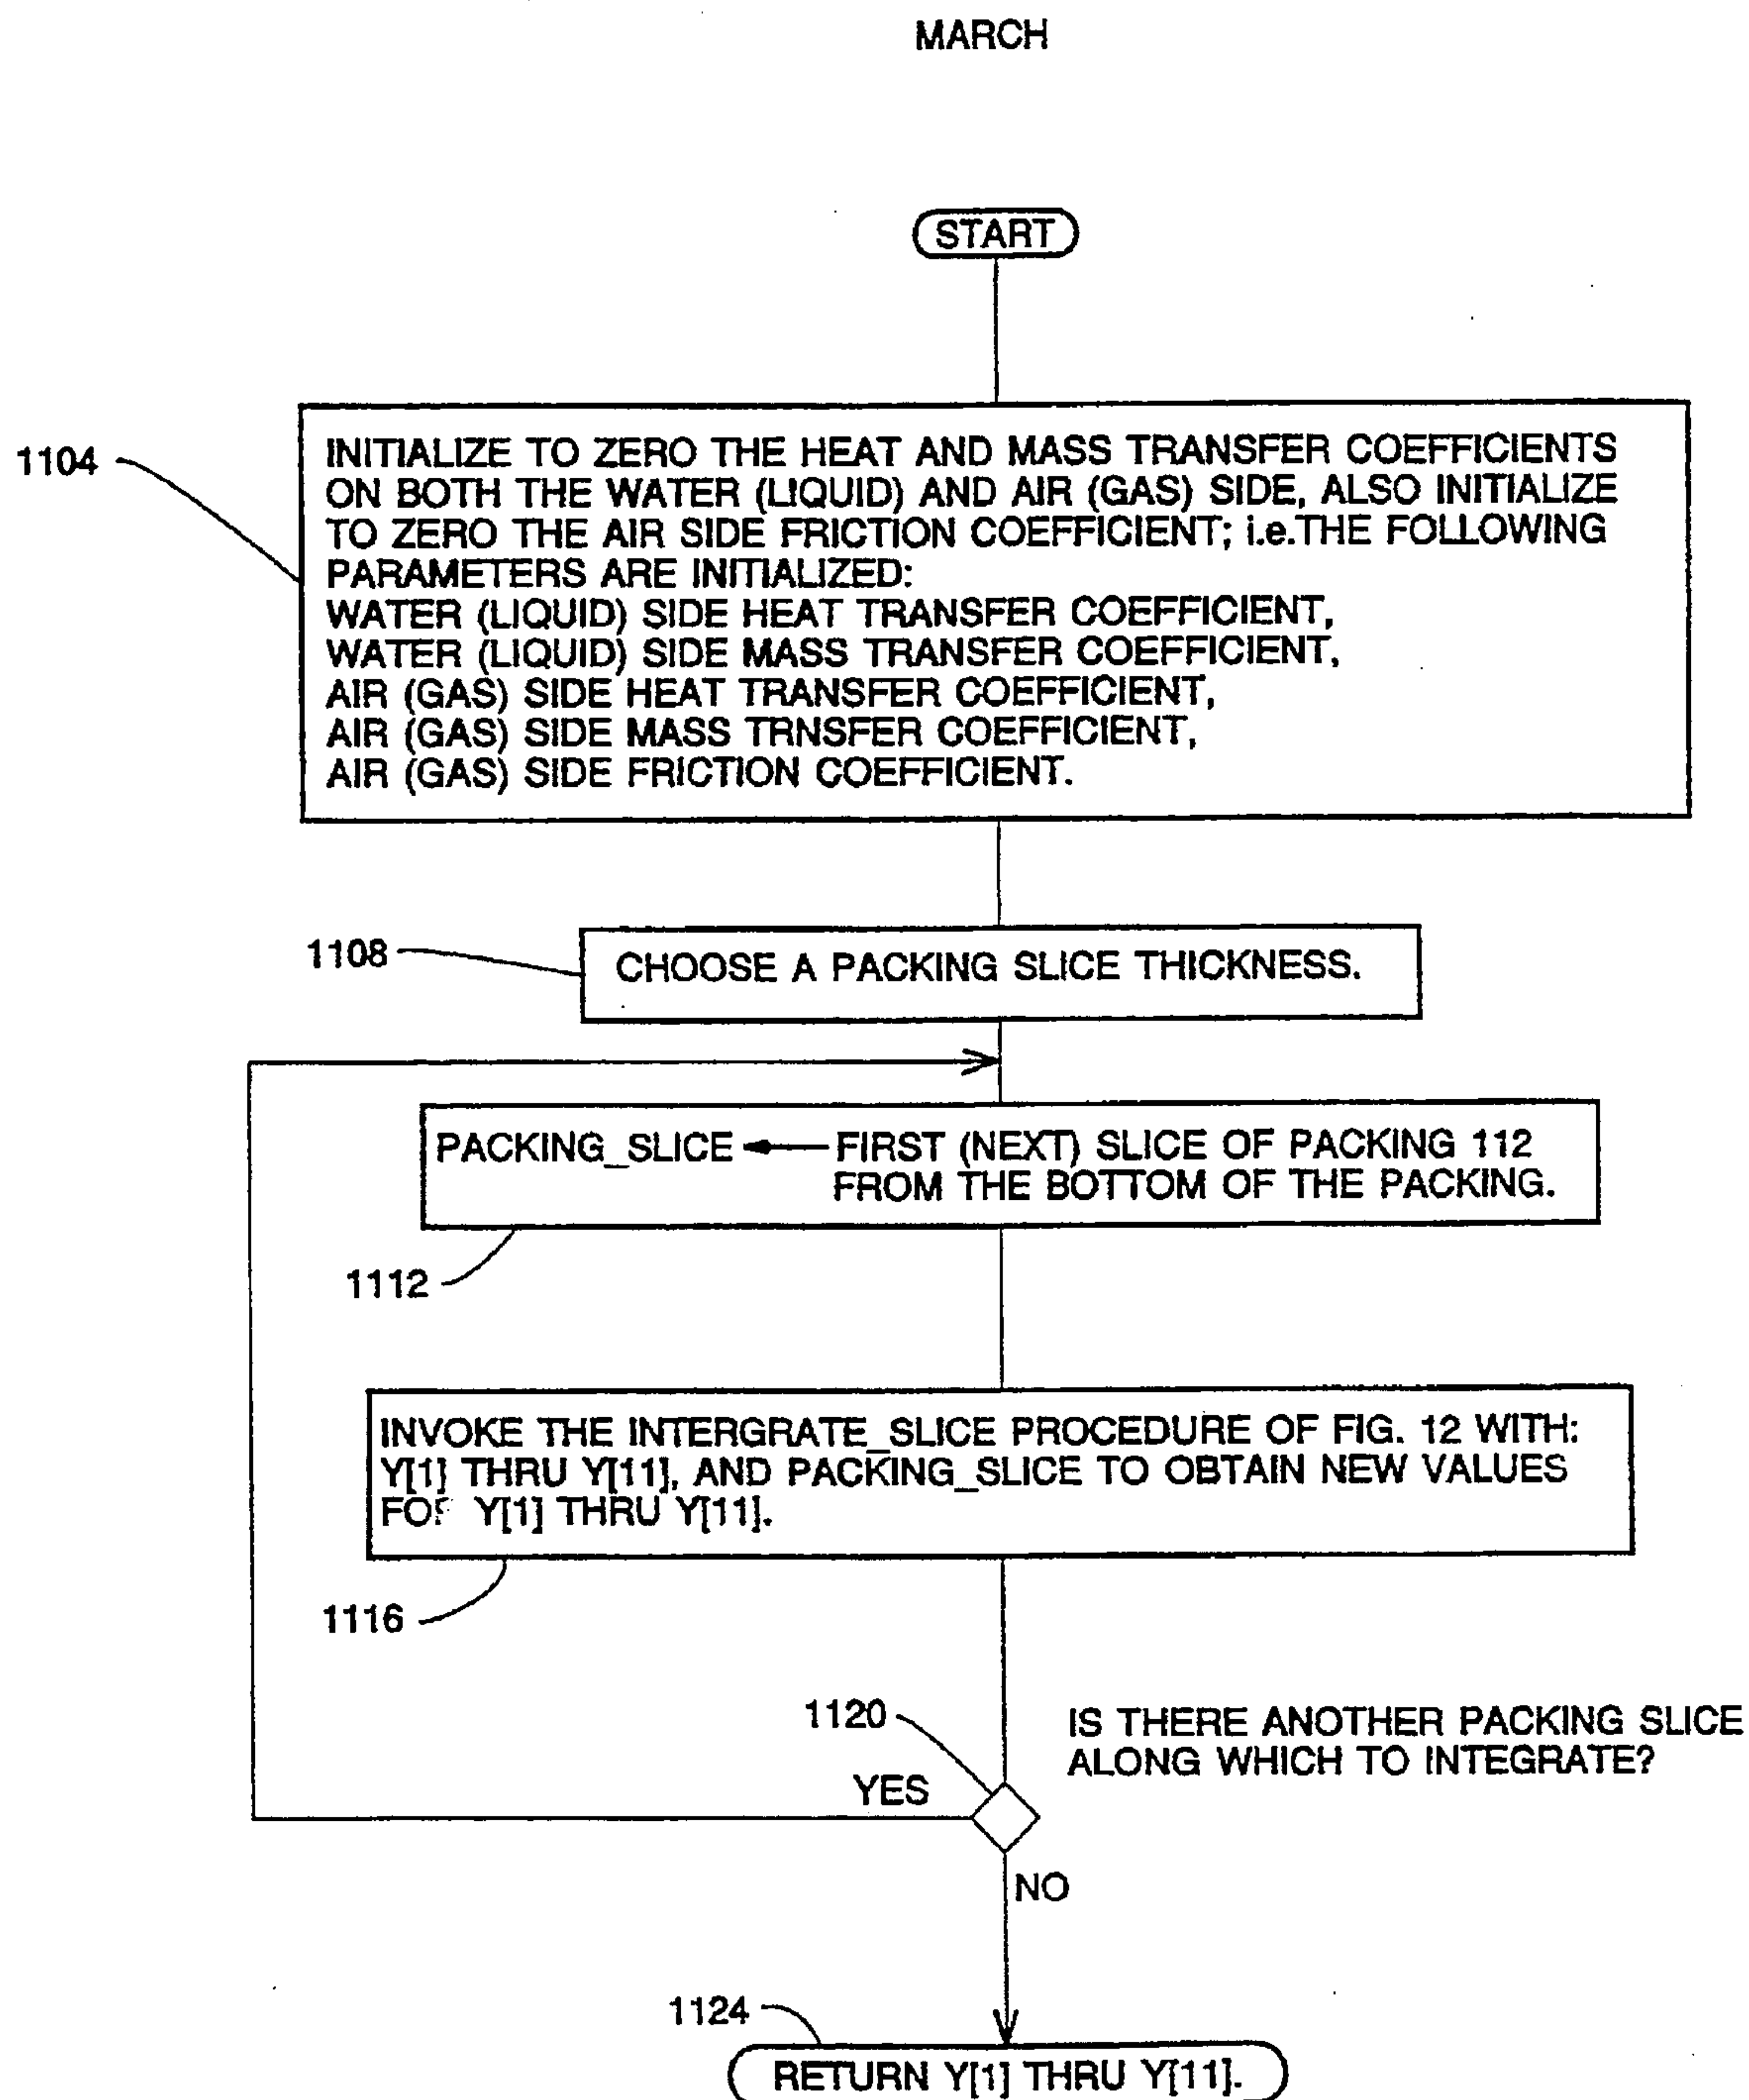 MARCH
START
1104
INITIALIZE TO ZERO THE HEAT AND MASS TRANSFER COEFFICIENTS
ON BOTH THE WATER (LIQUID) AND AIR (GAS) SIDE, ALSO INITIALIZE
TO ZERO THE AIR SIDE FRICTION COEFFICIENT; i.e.THE FOLLOWING
PARAMETERS ARE INITIALIZED:
WATER (LIQUID) SIDE HEAT TRANSFER COEFFICIENT,
WATER (LIQUID) SIDE MASS TRANSFER COEFFICIENT,
AIR (GAS) SIDE HEAT TRANSFER COEFFICIENT,
AIR (GAS) SIDE MASS TRNSFER COEFFICIENT,
AIR (GAS) SIDE FRICTION COEFFICIENT.
1108
CHOOSE A PACKING SLICE THICKNESS.
PACKING_SLICE ← FIRST (NEXT) SLICE OF PACKING 112
FROM THE BOTTOM OF THE PACKING.
1112
INVOKE THE INTERGRATE_SLICE PROCEDURE OF FIG. 12 WITH:
Y[1] THRU Y[11], AND PACKING_SLICE TO OBTAIN NEW VALUES
FOR Y[1] THRU Y[11].
1116
1120
IS THERE ANOTHER PACKING SLICE
ALONG WHICH TO INTEGRATE?
YES
NO
1124
RETURN Y[1] THRU Y[11].